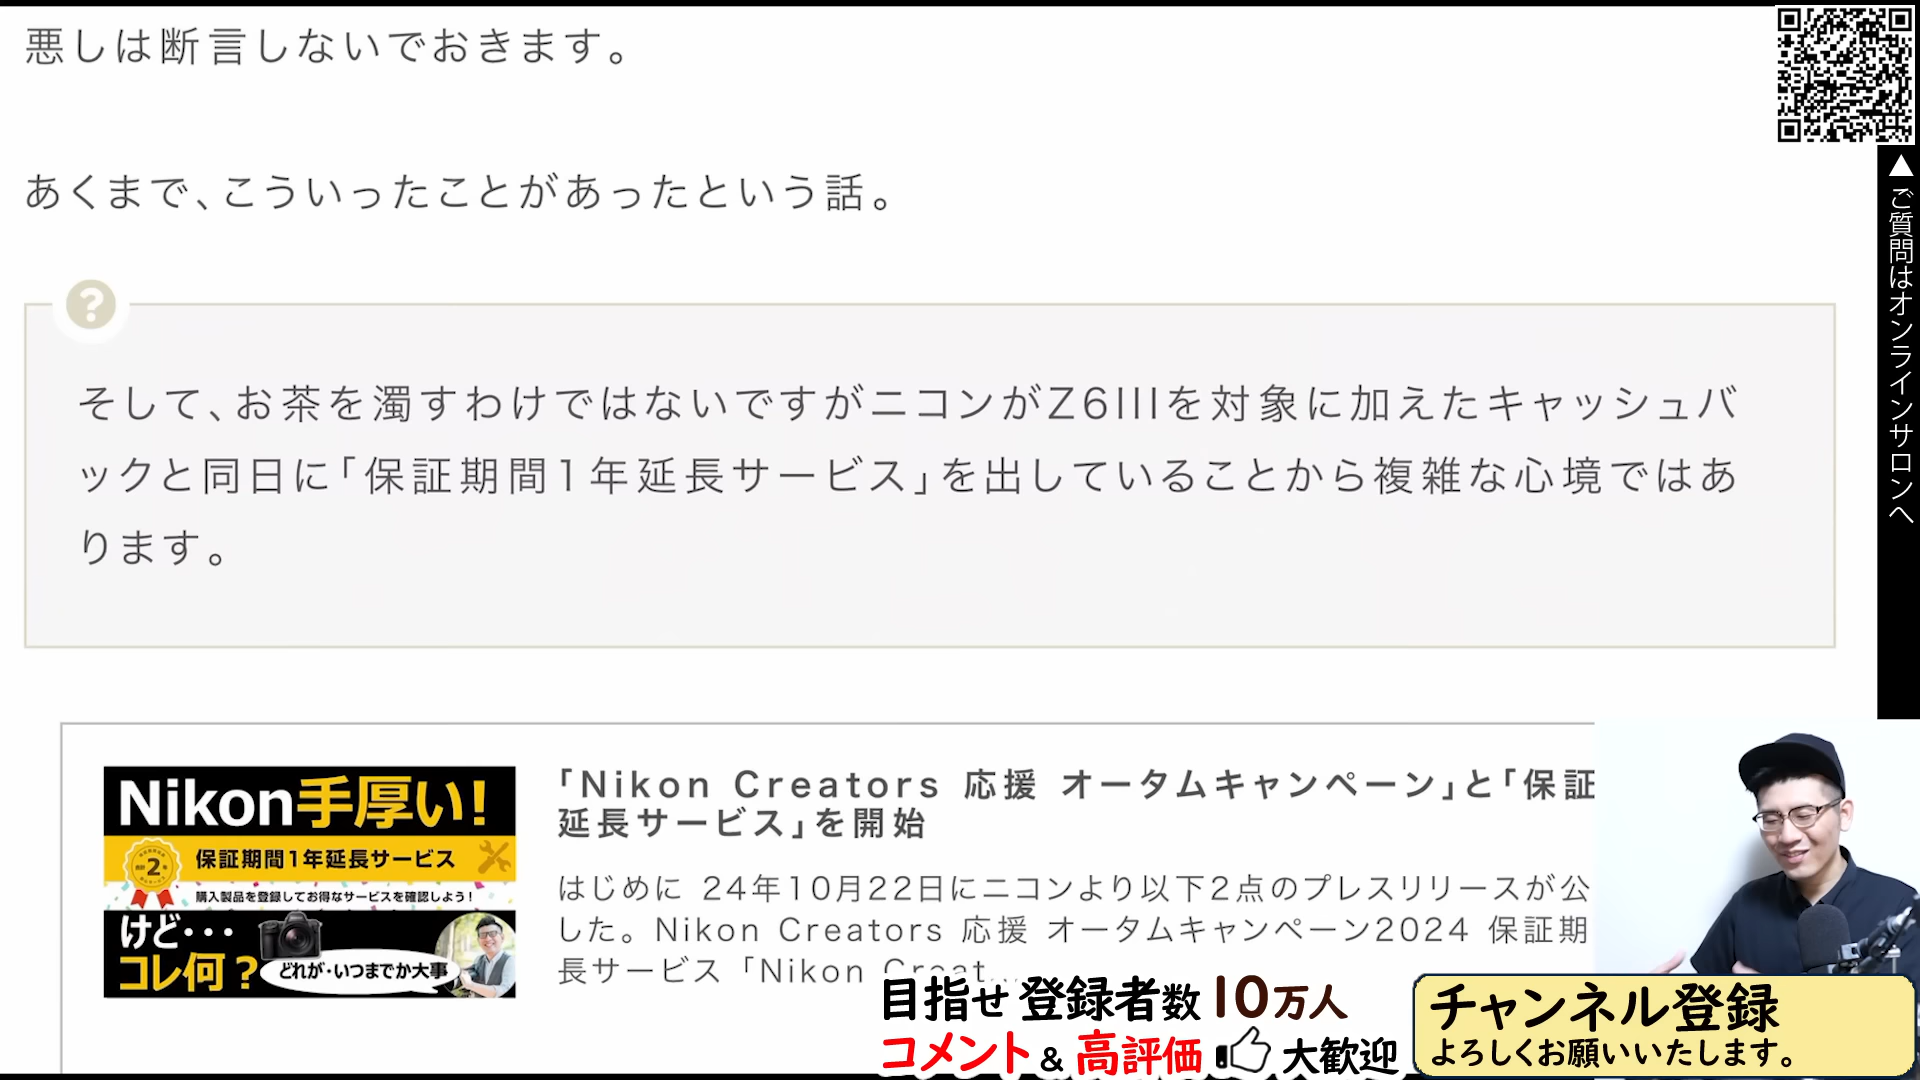 悪しは断言しないでおきます。
あくまで、こういったことがあったという話。
?
そして、お茶を濁すわけではないですがニコンがZ6IIIを対象に加えたキャッシュバ
ックと同日に「保証期間1年延長サービス」を出していることから複雑な心境ではあ
ります。
Nikon手厚い!
2
保証期間1年延長サービス
購入製品を登録してお得なサービスを確認しよう!
けど・・・
コレ何?
どれが・いつまでか大事
「Nikon Creators 応援 オータムキャンペーン」と「保証
延長サービス」を開始
はじめに 24年10月22日にニコンより以下2点のプレスリリースが公
した。Nikon Creators 応援 オータムキャンペーン2024 保証期
長サービス 「Nikon Creat...
▲ご質問はオンラインサロンへ
目指せ 登録者数 10万人
コメント & 高評価 大歓迎
チャンネル登録
よろしくお願いいたします。